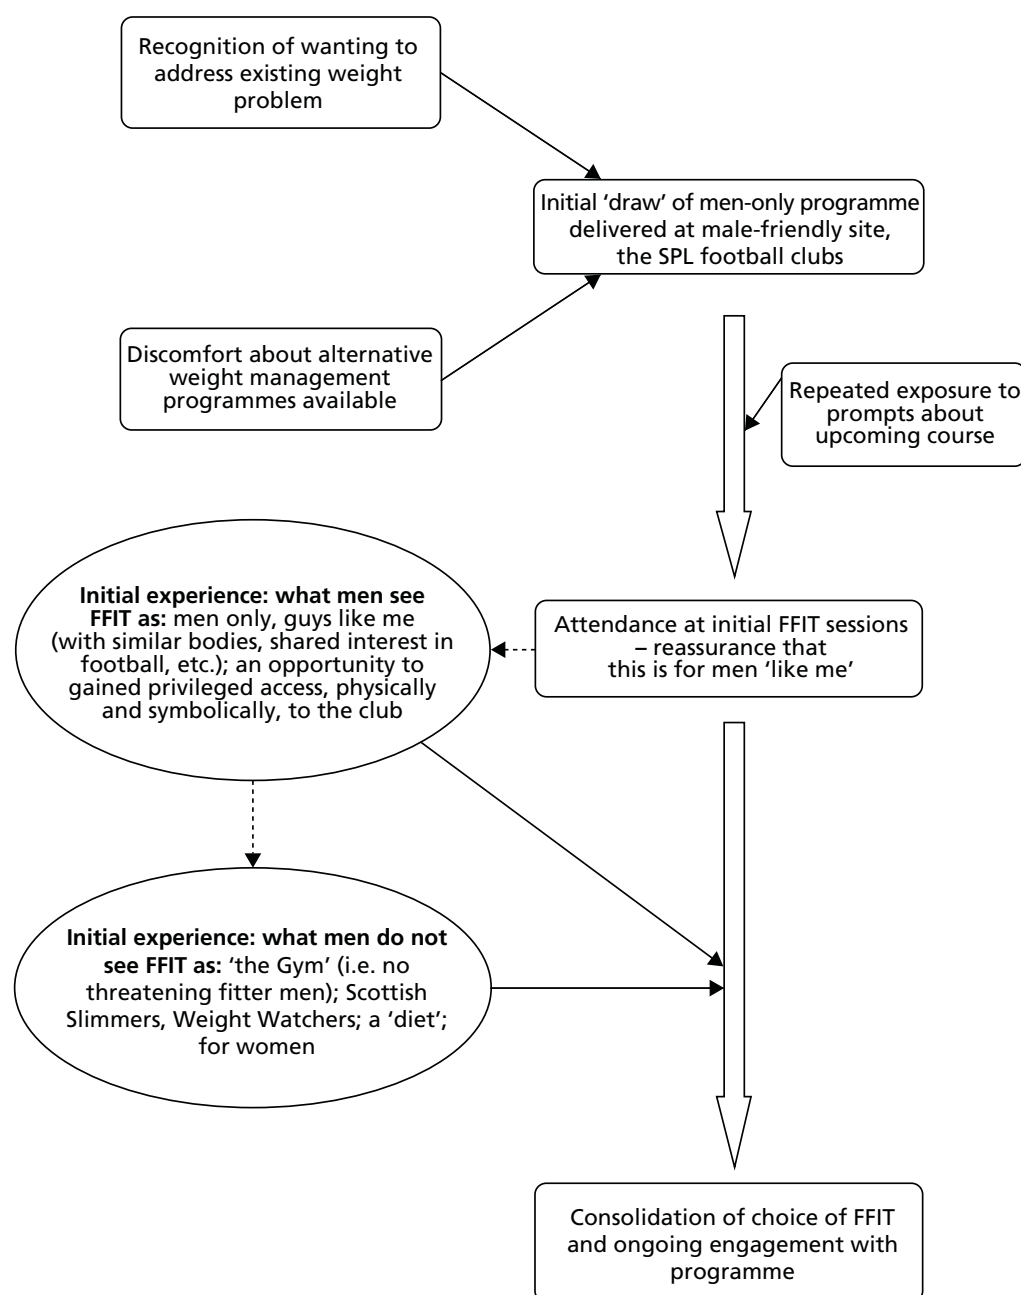 Recognition of wanting to
address existing weight
problem
Initial ‘draw’ of men-only programme
delivered at male-friendly site,
the SPL football clubs
Discomfort about alternative
weight management
programmes available
Repeated exposure to
prompts about
upcoming course
Initial experience: what men see
FFIT as: men only, guys like me
(with similar bodies, shared interest in
football, etc.); an opportunity to
gained privileged access, physically
and symbolically, to the club
Attendance at initial FFIT sessions
– reassurance that
this is for men ‘like me’
Initial experience: what men do not
see FFIT as: ‘the Gym’ (i.e. no
threatening fitter men); Scottish
Slimmers, Weight Watchers; a ‘diet’;
for women
Consolidation of choice of FFIT
and ongoing engagement with
programme